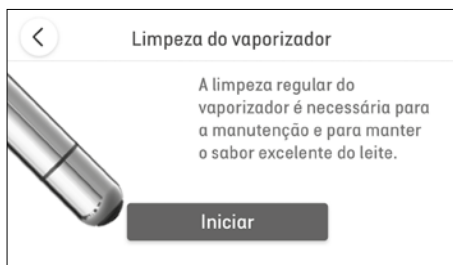 Limpeza do vaporizador
A limpeza regular do
vaporizador é necessária para
a manutenção e para manter
o sabor excelente do leite.
Iniciar